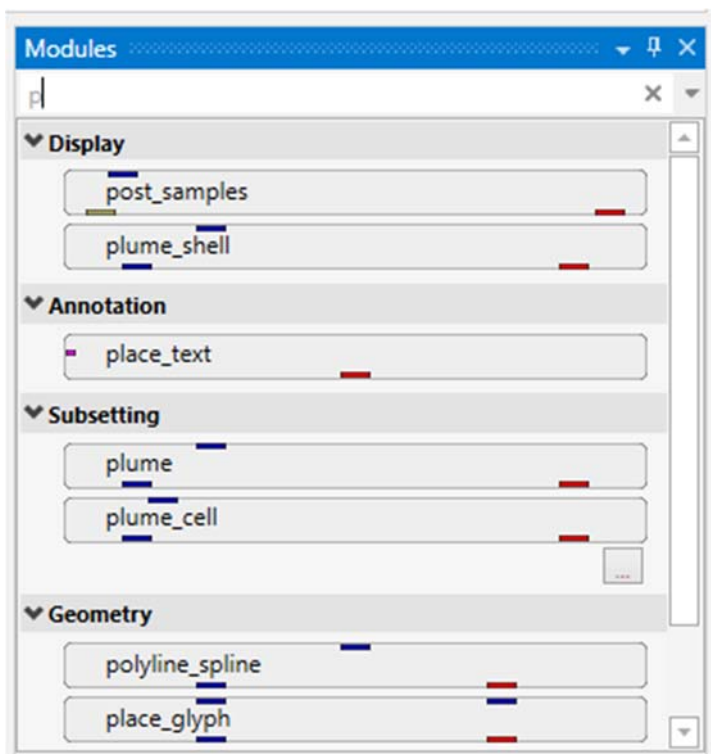 Modules
p
Display
post_samples
plume_shell
Annotation
place_text
Subsetting
plume
plume_cell
...
Geometry
polyline_spline
place_glyph